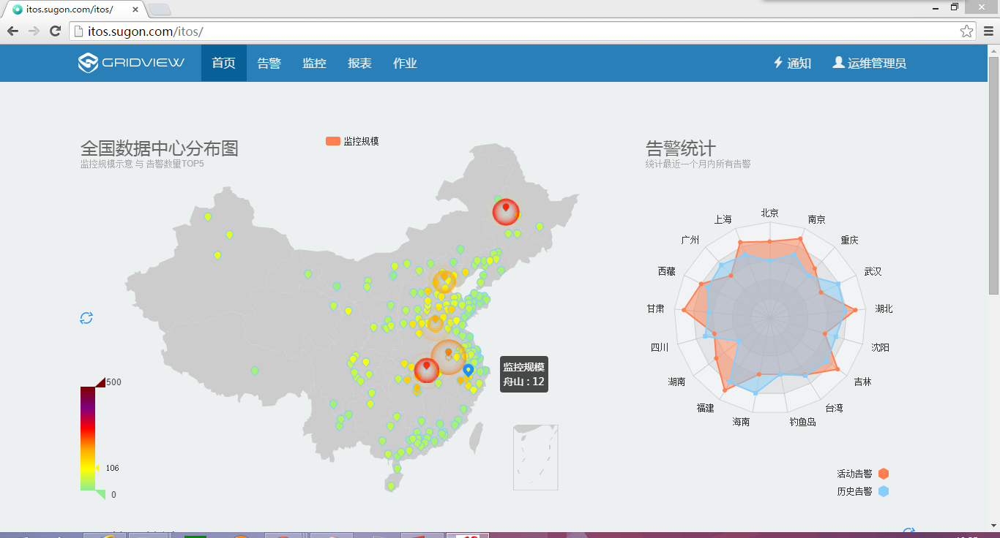 itos.sugon.com/itos/
itos.sugon.com/itos/
GRIDVIEW
首页
告警
监控
报表
作业
通知
运维管理员
全国数据中心分布图
监控规模示意 与 告警数量TOP5
监控规模
告警统计
统计最近一个月内所有告警
北京
上海
南京
广州
重庆
西藏
武汉
甘肃
湖北
四川
沈阳
湖南
吉林
福建
台湾
海南
钓鱼岛
监控规模
舟山 : 12
500
106
0
活动告警
历史告警